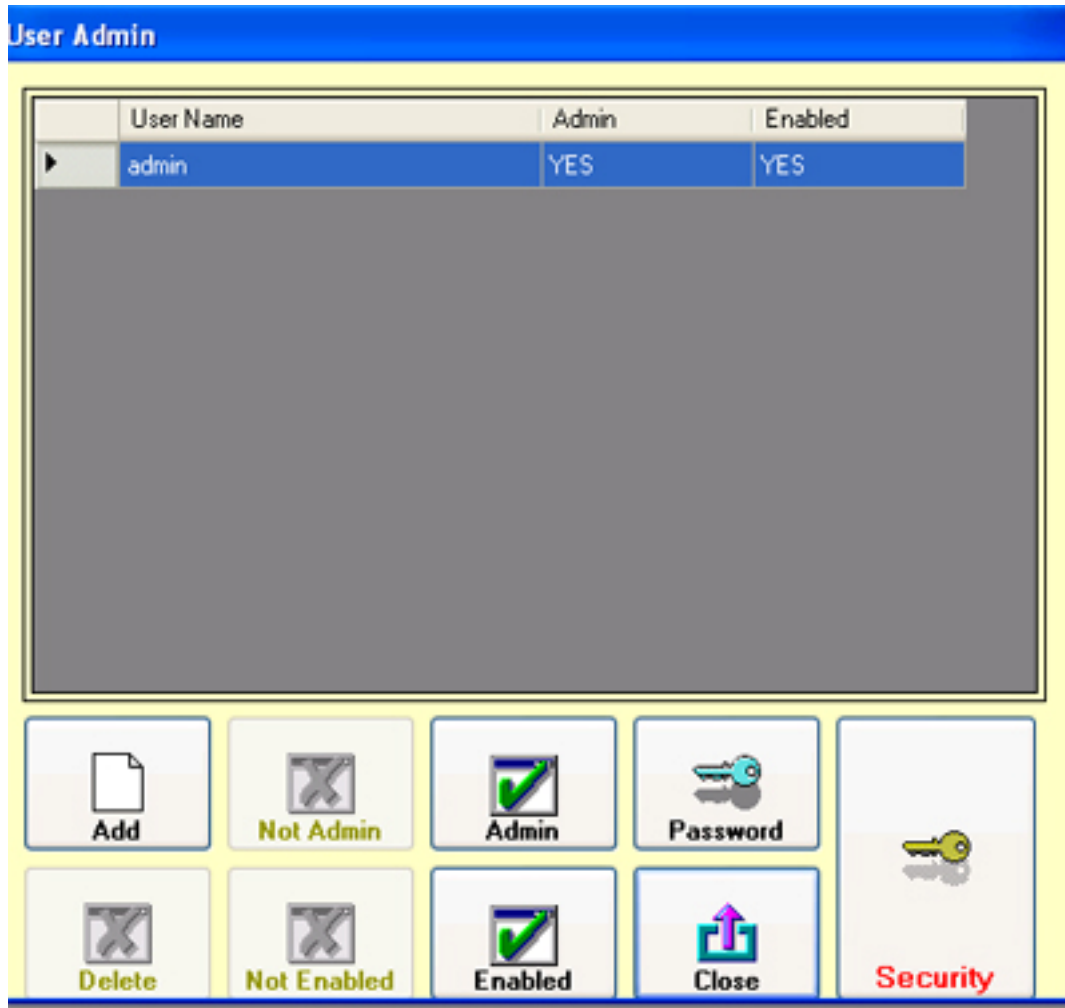 User Admin
User Name Admin Enabled
admin YES YES
Add Not Admin Admin Password
Delete Not Enabled Enabled Close Security